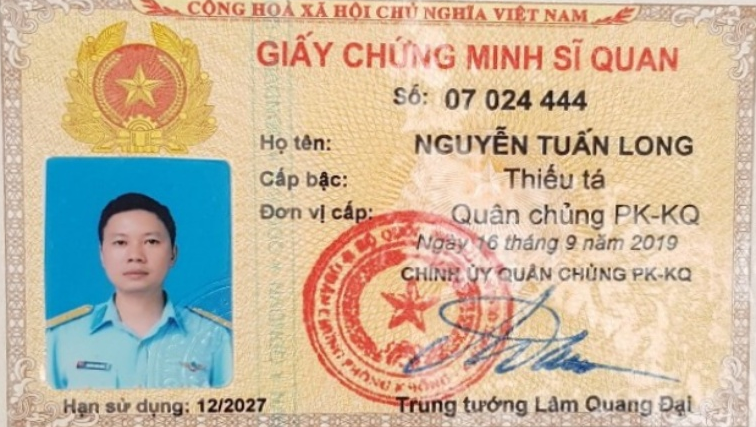 CỘNG HOÀ XÃ HỘI CHỦ NGHĨA VIỆT NAM
GIẤY CHỨNG MINH SĨ QUAN
Số: 07 024 444
Họ tên: NGUYỄN TUẤN LONG
Cấp bậc: Thiếu tá
Đơn vị cấp: Quân chủng PK-KQ
Ngày 16 tháng 9 năm 2019
CHÍNH ỦY QUÂN CHỦNG PK-KQ
Hạn sử dụng: 12/2027
Trung tướng Lâm Quang Đại